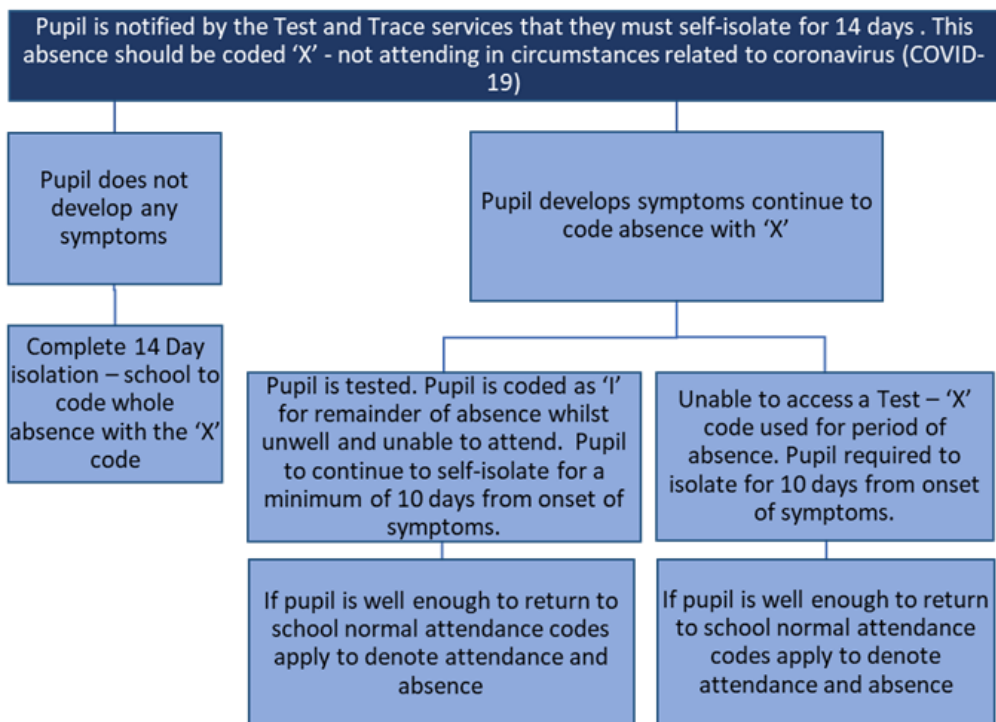 Pupil is notified by the Test and Trace services that they must self-isolate for 14 days . This
absence should be coded ‘X’ - not attending in circumstances related to coronavirus (COVID-
19)
Pupil does not
develop any
symptoms
Complete 14 Day
isolation – school to
code whole
absence with the ‘X’
code
Pupil develops symptoms continue to
code absence with ‘X’
Pupil is tested. Pupil is coded as ‘I’
for remainder of absence whilst
unwell and unable to attend.  Pupil
to continue to self-isolate for a
minimum of 10 days from onset of
symptoms.
If pupil is well enough to return to
school normal attendance codes
apply to denote attendance and
absence
Unable to access a Test – ‘X’
code used for period of
absence. Pupil required to
isolate for 10 days from onset
of symptoms.
If pupil is well enough to return
to school normal attendance
codes apply to denote
attendance and absence